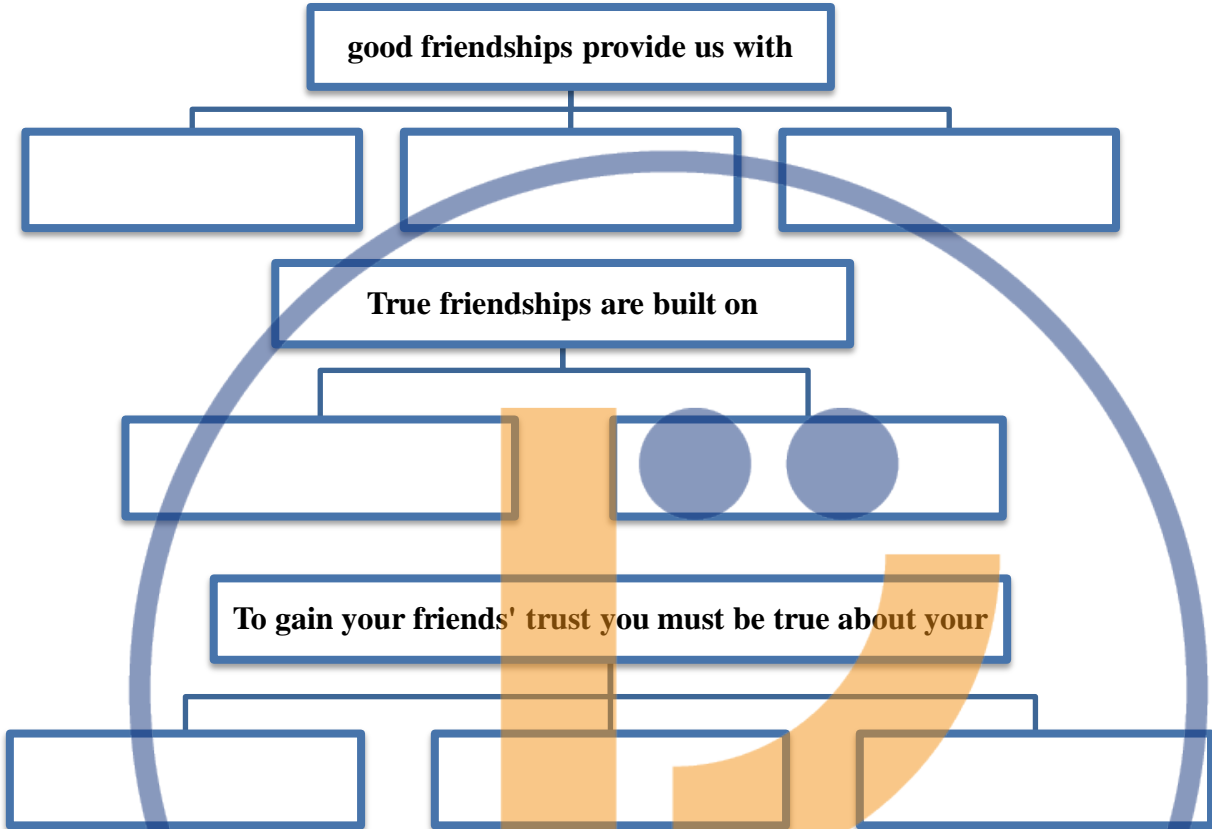 good friendships provide us with
True friendships are built on
To gain your friends' trust you must be true about your